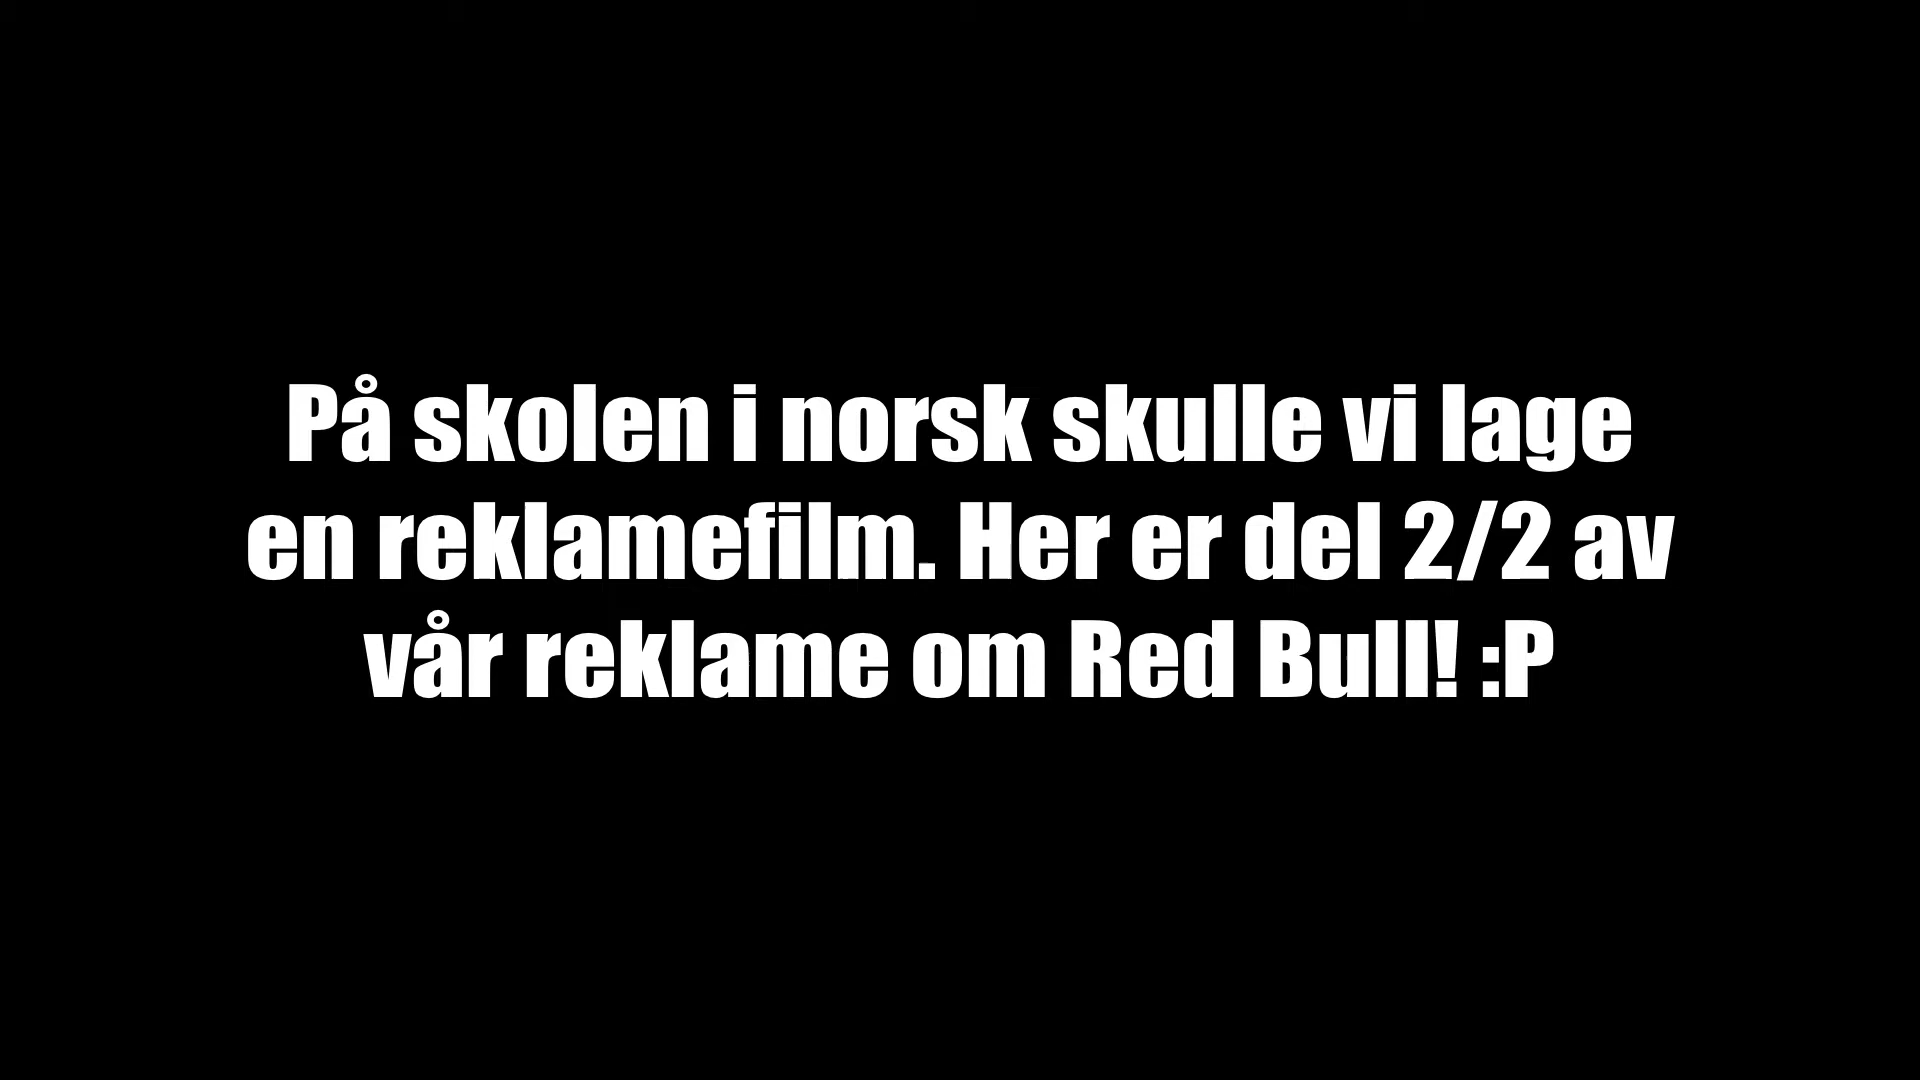 På skolen i norsk skulle vi lage
en reklamefilm. Her er del 2/2 av
vår reklame om Red Bull! :P